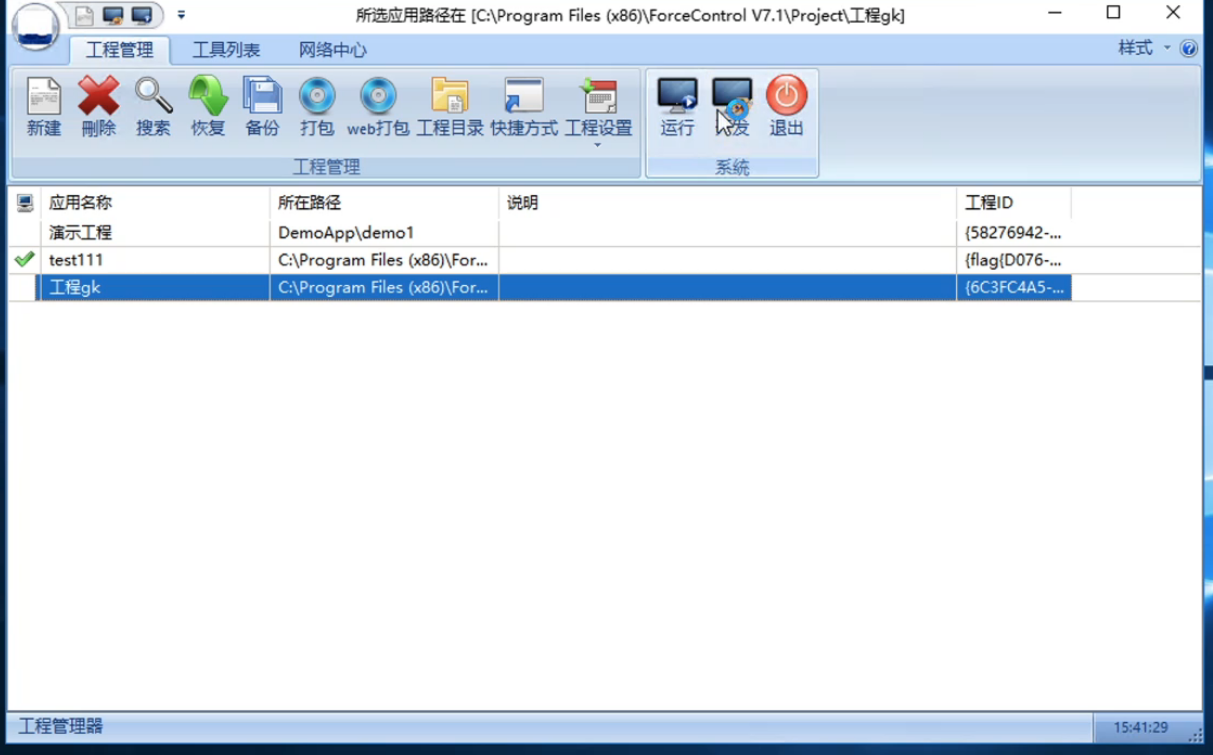 所选应用路径在 [C:\Program Files (x86)\ForceControl V7.1\Project\工程gk]
工程管理 工具列表 网络中心 样式
新建 删除 搜索 恢复 备份 打包 web打包 工程目录 快捷方式 工程设置 运行 发 退出
工程管理 系统
应用名称 所在路径 说明 工程ID
演示工程 DemoApp\demo1 {58276942-...
test111 C:\Program Files (x86)\For... {flag{D076-...
工程gk C:\Program Files (x86)\For... {6C3FC4A5-...
工程管理器 15:41:29